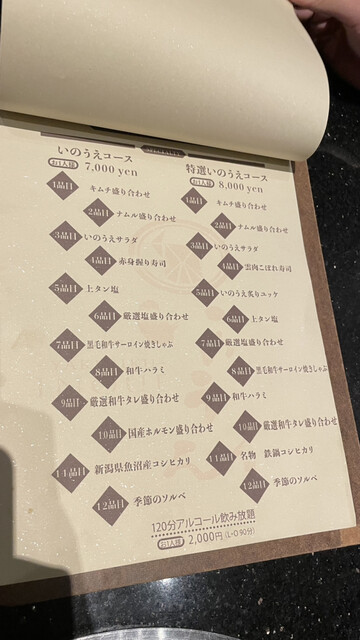 いのうえコース
お1人様 7,000 yen
1品目 キムチ盛り合わせ
2品目 ナムル盛り合わせ
3品目 いのうえサラダ
4品目 赤身握り寿司
5品目 上タン塩
6品目 厳選塩盛り合わせ
7品目 黒毛和牛サーロイン焼きしゃぶ
8品目 和牛ハラミ
9品目 厳選和牛タレ盛り合わせ
10品目 国産ホルモン盛り合わせ
11品目 新潟県魚沼産コシヒカリ
12品目 季節のソルベ
特選いのうえコース
お1人様 8,000 yen
1品目 キムチ盛り合わせ
2品目 ナムル盛り合わせ
3品目 いのうえサラダ
4品目 雲肉こぼれ寿司
5品目 いのうえ炙りユッケ
6品目 上タン塩
7品目 厳選塩盛り合わせ
8品目 黒毛和牛サーロイン焼きしゃぶ
9品目 和牛ハラミ
10品目 厳選和牛タレ盛り合わせ
11品目 名物 鉄鍋コシヒカリ
12品目 季節のソルベ
120分アルコール飲み放題
お1人様 2,000円 (L・O 90分)